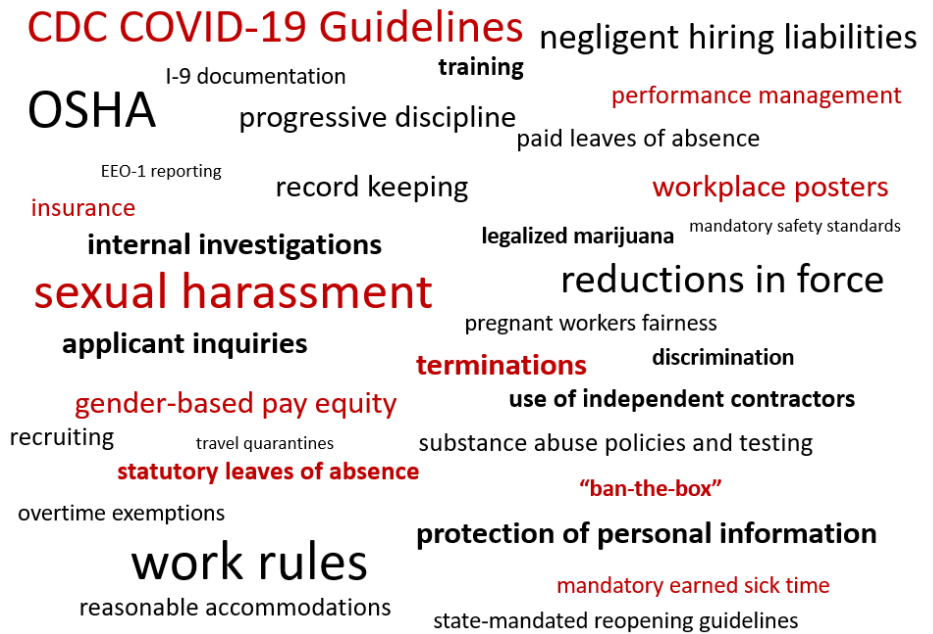 CDC COVID-19 Guidelines
negligent hiring liabilities
training
I-9 documentation
performance management
OSHA
progressive discipline
paid leaves of absence
EEO-1 reporting
record keeping
workplace posters
insurance
mandatory safety standards
legalized marijuana
internal investigations
reductions in force
sexual harassment
pregnant workers fairness
applicant inquiries
discrimination
terminations
use of independent contractors
gender-based pay equity
recruiting
travel quarantines
substance abuse policies and testing
statutory leaves of absence
“ban-the-box”
overtime exemptions
protection of personal information
work rules
mandatory earned sick time
reasonable accommodations
state-mandated reopening guidelines